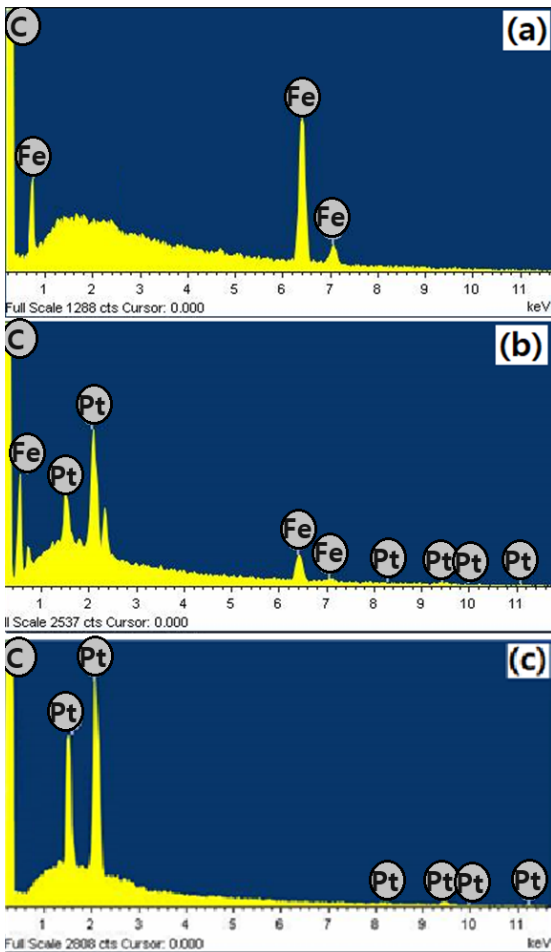 C
(a)
Fe
Fe
Fe
1 2 3 4 5 6 7 8 9 10 11
Full Scale 1288 cts Cursor: 0.000 keV
C
(b)
Pt
Fe
Pt
Fe
Fe
Pt
Pt
Pt
Pt
1 2 3 4 5 6 7 8 9 10 11
ll Scale 2537 cts Cursor: 0.000
C
Pt
(c)
Pt
Pt
Pt
Pt
Pt
1 2 3 4 5 6 7 8 9 10 11
Full Scale 2808 cts Cursor: 0.000